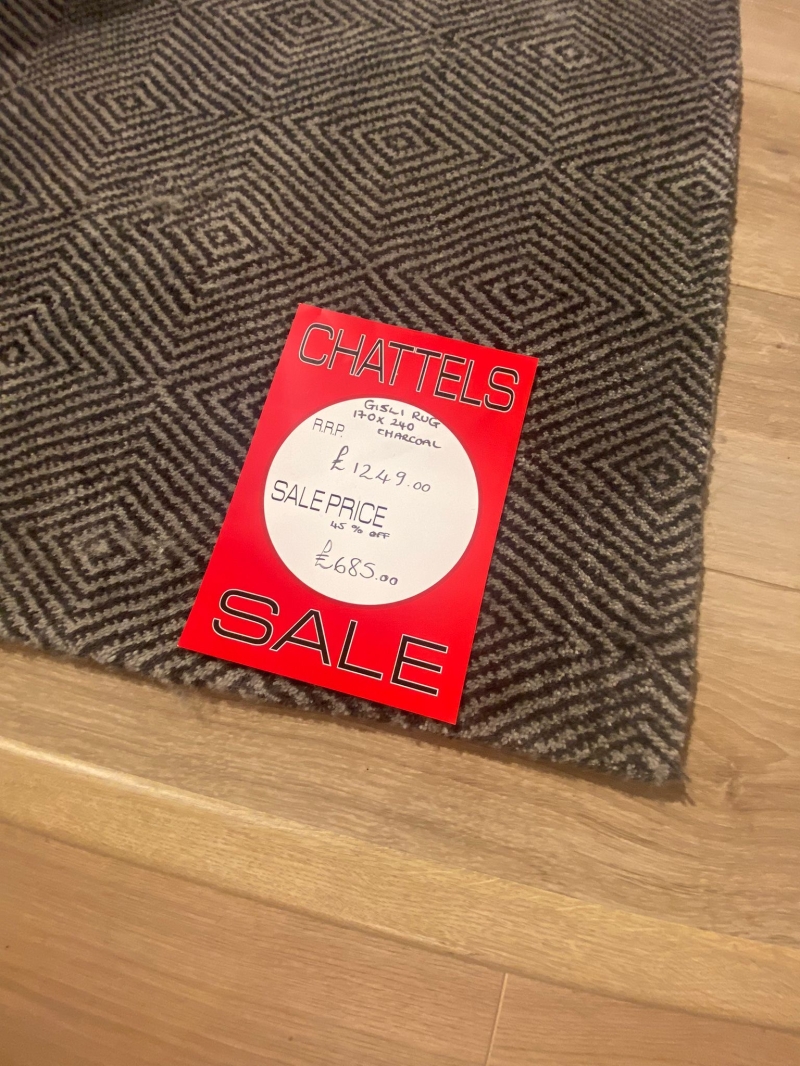 CHATTELS
GISLI RUG
170 X 240
CHARCOAL
R.R.P.
£1249.00
SALE PRICE
45 % OFF
£685.00
SALE